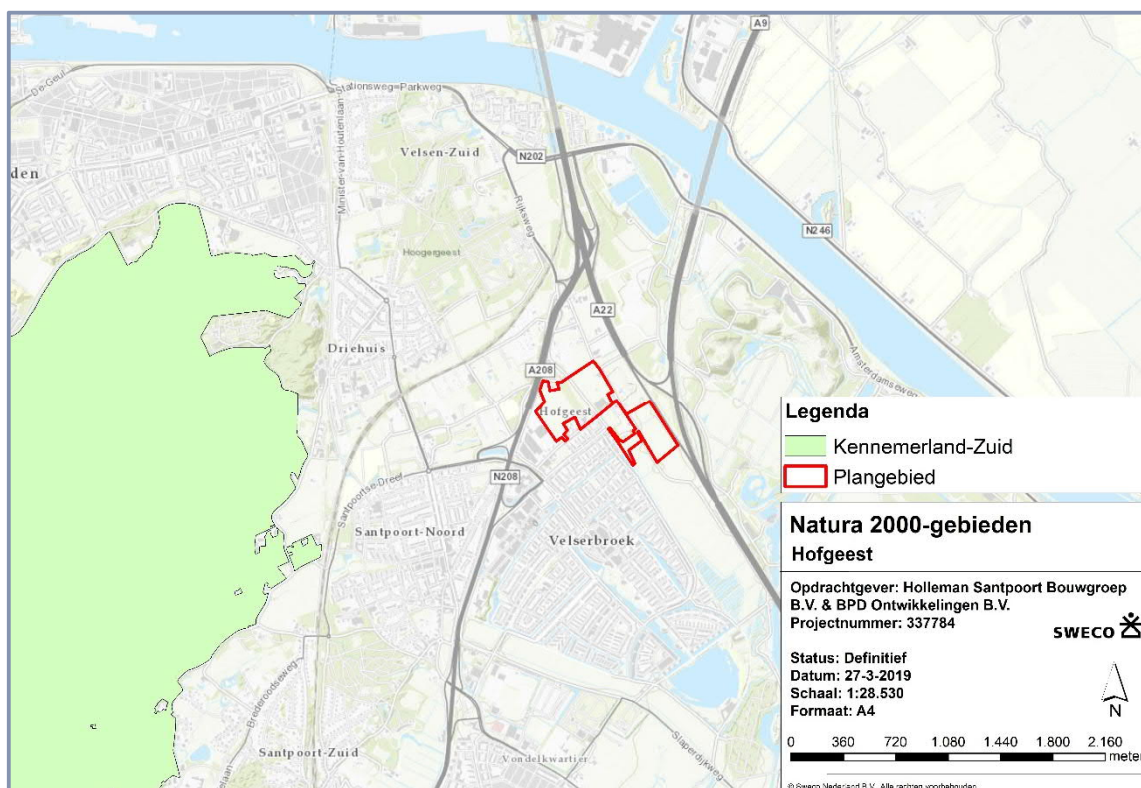 A9
De Geul
Stationsweg
Parkweg
Velsen-Zuid
N202
den
Minister van Houtenlaan
Rijksweg
N246
Hoogergeest
A22
Driehuis
A208
Amsterdamseweg
Hofgeest
Santpoortse-Dreef
N208
Santpoort-Noord
Velserbroek
Brederoodseweg
Santpoort-Zuid
Vondelkwartier
Slaperdijkweg
Legenda
Kennemerland-Zuid
Plangebied
Natura 2000-gebieden
Hofgeest
Opdrachtgever: Holleman Santpoort Bouwgroep
B.V. & BPD Ontwikkelingen B.V.
Projectnummer: 337784
SWECO
Status: Definitief
Datum: 27-3-2019
Schaal: 1:28.530
Formaat: A4
N
0 360 720 1.080 1.440 1.800 2.160
meter
© Sweco Nederland B.V. Alle rechten voorbehouden